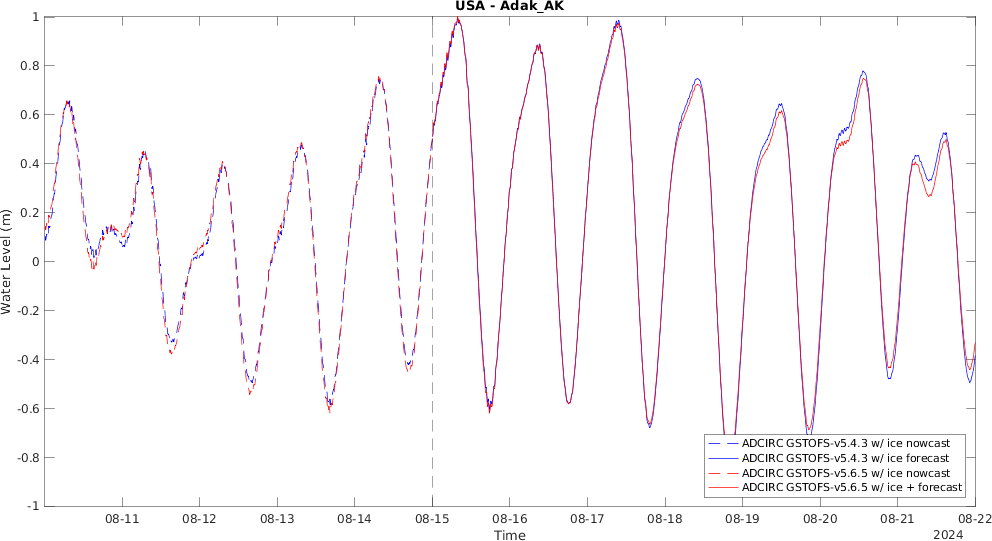 USA - Adak_AK
Water Level (m)
1
0.8
0.6
0.4
0.2
0
-0.2
-0.4
-0.6
-0.8
-1
ADCIRC GSTOFS-v5.4.3 w/ ice nowcast
ADCIRC GSTOFS-v5.4.3 w/ ice forecast
ADCIRC GSTOFS-v5.6.5 w/ ice nowcast
ADCIRC GSTOFS-v5.6.5 w/ ice + forecast
08-11 08-12 08-13 08-14 08-15 08-16 08-17 08-18 08-19 08-20 08-21 08-22
Time
2024